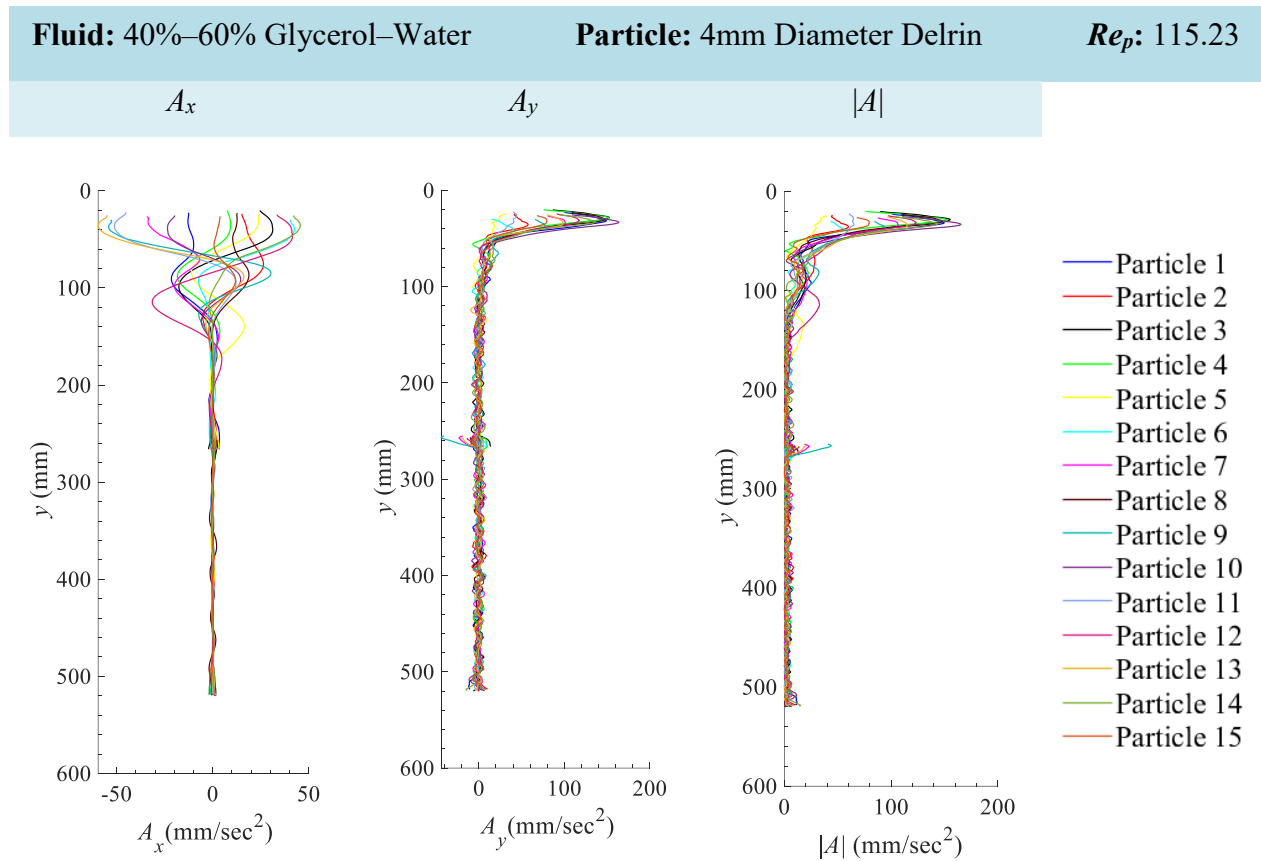 Fluid: 40%–60% Glycerol–Water Particle: 4mm Diameter Delrin Rep: 115.23
Ax Ay |A|
0
100
200
300
400
500
600
y (mm)
-50 0 50
Ax(mm/sec2)
0
100
200
300
400
500
600
y (mm)
0 200
Ay(mm/sec2)
0
100
200
300
400
500
600
y (mm)
0 100 200
|A| (mm/sec2)
Particle 1
Particle 2
Particle 3
Particle 4
Particle 5
Particle 6
Particle 7
Particle 8
Particle 9
Particle 10
Particle 11
Particle 12
Particle 13
Particle 14
Particle 15